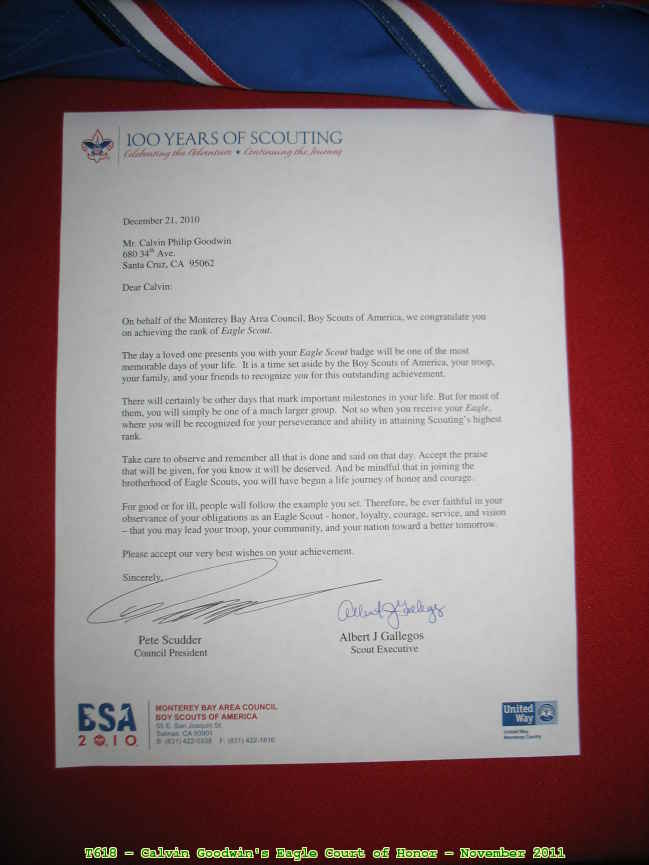 100 YEARS OF SCOUTING
Celebrating the Adventure ★ Continuing the Journey
December 21, 2010
Mr. Calvin Philip Goodwin
680 34th Ave.
Santa Cruz, CA 95062
Dear Calvin:
On behalf of the Monterey Bay Area Council, Boy Scouts of America, we congratulate you
on achieving the rank of Eagle Scout.
The day a loved one presents you with your Eagle Scout badge will be one of the most
memorable days of your life. It is a time set aside by the Boy Scouts of America, your troop,
your family, and your friends to recognize you for this outstanding achievement.
There will certainly be other days that mark important milestones in your life. But for most of
them, you will simply be one of a much larger group. Not so when you receive your Eagle,
where you will be recognized for your perseverance and ability in attaining Scouting's highest
rank.
Take care to observe and remember all that is done and said on that day. Accept the praise
that will be given, for you know it will be deserved. And be mindful that in joining the
brotherhood of Eagle Scouts, you will have begun a life journey of honor and courage.
For good or for ill, people will follow the example you set. Therefore, be ever faithful in your
observance of your obligations as an Eagle Scout - honor, loyalty, courage, service, and vision
– that you may lead your troop, your community, and your nation toward a better tomorrow.
Please accept our very best wishes on your achievement.
Sincerely,
Albert J Gallegos
Pete Scudder
Council President
Albert J Gallegos
Scout Executive
BSA
2010
MONTEREY BAY AREA COUNCIL
BOY SCOUTS OF AMERICA
55 E. San Joaquin St
Salinas, CA 93901
United
Way
United Way
Monterey County
T618 - Calvin Goodwin's Eagle Court of Honor - November 2011